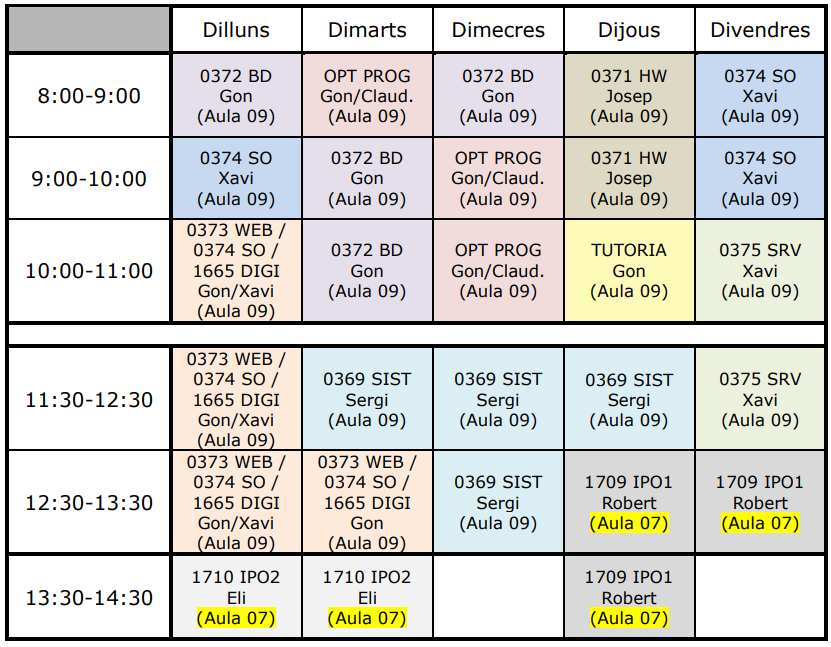 Dilluns Dimarts Dimecres Dijous Divendres
8:00-9:00
0372 BD
Gon
(Aula 09)
OPT PROG
Gon/Claud.
(Aula 09)
0372 BD
Gon
(Aula 09)
0371 HW
Josep
(Aula 09)
0374 SO
Xavi
(Aula 09)
9:00-10:00
0374 SO
Xavi
(Aula 09)
0372 BD
Gon
(Aula 09)
OPT PROG
Gon/Claud.
(Aula 09)
0371 HW
Josep
(Aula 09)
0374 SO
Xavi
(Aula 09)
10:00-11:00
0373 WEB /
0374 SO /
1665 DIGI
Gon/Xavi
(Aula 09)
0372 BD
Gon
(Aula 09)
OPT PROG
Gon/Claud.
(Aula 09)
TUTORIA
Gon
(Aula 09)
0375 SRV
Xavi
(Aula 09)
11:30-12:30
0373 WEB /
0374 SO /
1665 DIGI
Gon/Xavi
(Aula 09)
0369 SIST
Sergi
(Aula 09)
0369 SIST
Sergi
(Aula 09)
0369 SIST
Sergi
(Aula 09)
0375 SRV
Xavi
(Aula 09)
12:30-13:30
0373 WEB /
0374 SO /
1665 DIGI
Gon/Xavi
(Aula 09)
0373 WEB /
0374 SO /
1665 DIGI
Gon
(Aula 09)
0369 SIST
Sergi
(Aula 09)
1709 IPO1
Robert
(Aula 07)
1709 IPO1
Robert
(Aula 07)
13:30-14:30
1710 IPO2
Eli
(Aula 07)
1710 IPO2
Eli
(Aula 07)
1709 IPO1
Robert
(Aula 07)